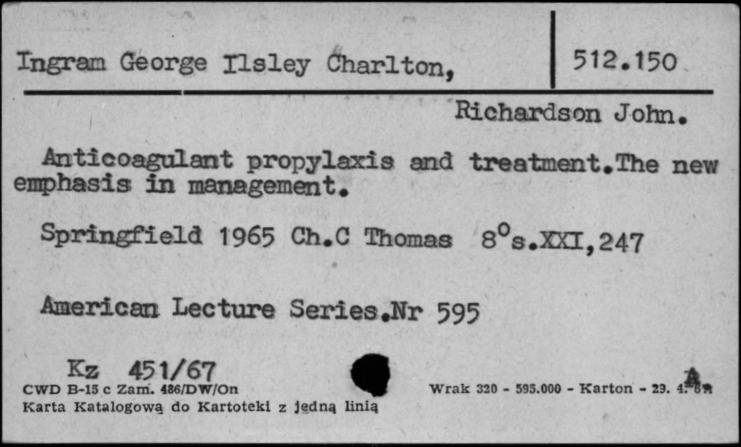 Ingram George Ilsley Charlton,
512.150
Richardson John.
Anticoagulant propylaxis and treatment.The new
emphasis in management.
Springfield 1965 Ch.C Thomas 8°s.XXI,247
American Lecture Series.Nr 595
Kz 451/67
A
CWD B-15 c Zam. 486/DW/On
Wrak 320 - 595.000 - Karton - 29. 4.
Karta Katalogową do Kartoteki z jedną linią